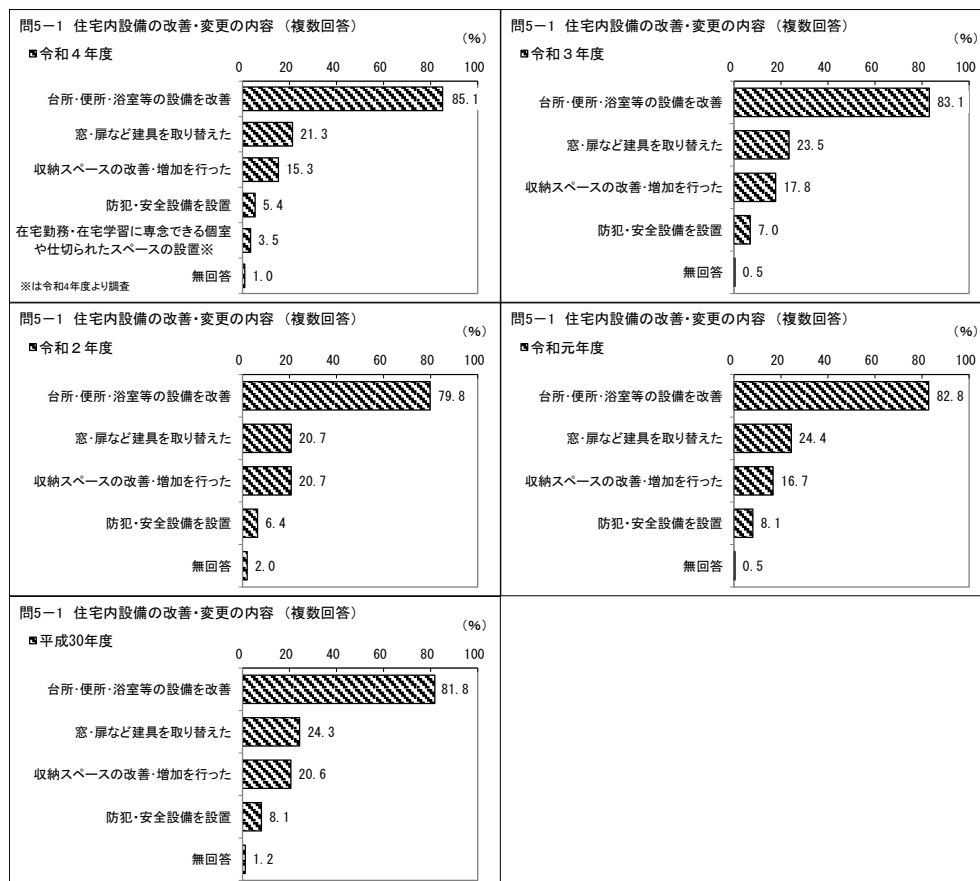 問5－1 住宅内設備の改善・変更の内容 （複数回答）
(%)
令和４年度
0 20 40 60 80 100
台所・便所・浴室等の設備を改善 85.1
窓・扉など建具を取り替えた 21.3
収納スペースの改善・増加を行った 15.3
防犯・安全設備を設置 5.4
在宅勤務・在宅学習に専念できる個室
や仕切られたスペースの設置※ 3.5
無回答 1.0
※は令和4年度より調査
問5－1 住宅内設備の改善・変更の内容 （複数回答）
(%)
令和３年度
0 20 40 60 80 100
台所・便所・浴室等の設備を改善 83.1
窓・扉など建具を取り替えた 23.5
収納スペースの改善・増加を行った 17.8
防犯・安全設備を設置 7.0
無回答 0.5
問5－1 住宅内設備の改善・変更の内容 （複数回答）
(%)
令和２年度
0 20 40 60 80 100
台所・便所・浴室等の設備を改善 79.8
窓・扉など建具を取り替えた 20.7
収納スペースの改善・増加を行った 20.7
防犯・安全設備を設置 6.4
無回答 2.0
問5－1 住宅内設備の改善・変更の内容 （複数回答）
(%)
令和元年度
0 20 40 60 80 100
台所・便所・浴室等の設備を改善 82.8
窓・扉など建具を取り替えた 24.4
収納スペースの改善・増加を行った 16.7
防犯・安全設備を設置 8.1
無回答 0.5
問5－1 住宅内設備の改善・変更の内容 （複数回答）
(%)
平成30年度
0 20 40 60 80 100
台所・便所・浴室等の設備を改善 81.8
窓・扉など建具を取り替えた 24.3
収納スペースの改善・増加を行った 20.6
防犯・安全設備を設置 8.1
無回答 1.2